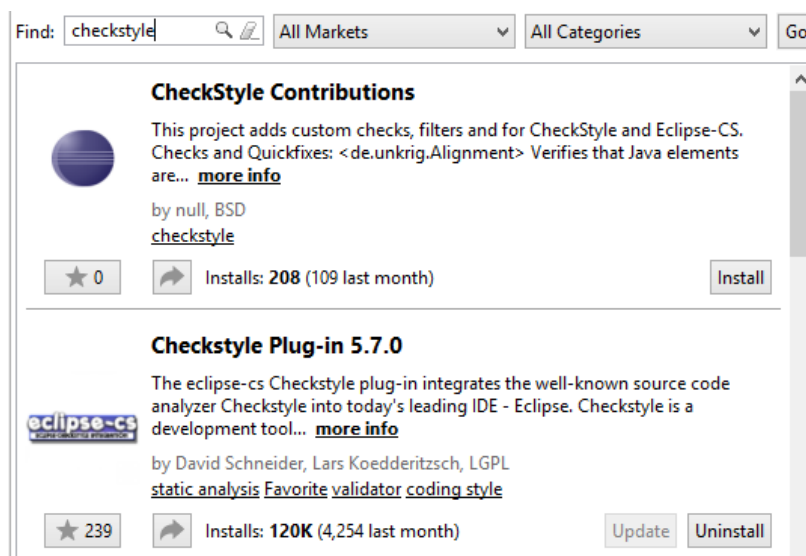 Find: checkstyle All Markets All Categories Go
CheckStyle Contributions
This project adds custom checks, filters and for CheckStyle and Eclipse-CS.
Checks and Quickfixes: <de.unkrig.Alignment> Verifies that Java elements
are... more info
by null, BSD
checkstyle
0 Installs: 208 (109 last month) Install
Checkstyle Plug-in 5.7.0
The eclipse-cs Checkstyle plug-in integrates the well-known source code
eclipse-cs
analyzer Checkstyle into today's leading IDE - Eclipse. Checkstyle is a
development tool... more info
by David Schneider, Lars Koedderitzsch, LGPL
static analysis Favorite validator coding style
239 Installs: 120K (4,254 last month) Update Uninstall